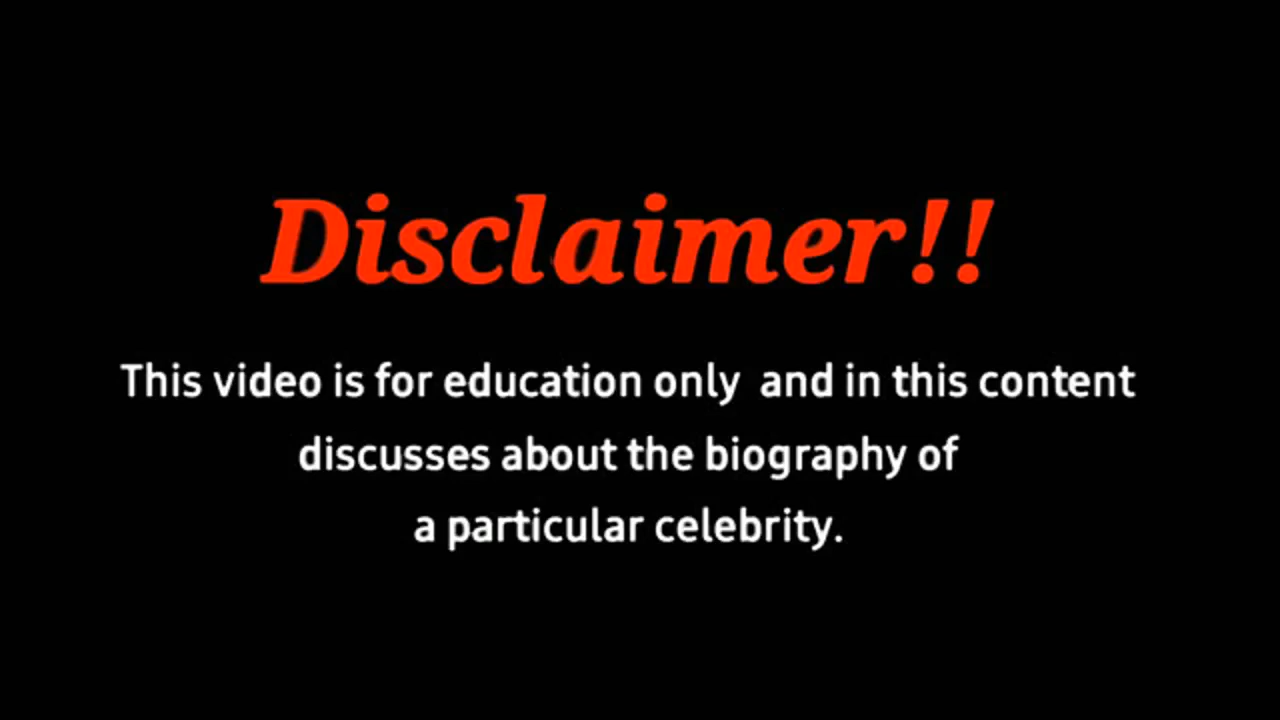 Disclaimer!!
This video is for education only  and in this content
discusses about the biography of
a particular celebrity.